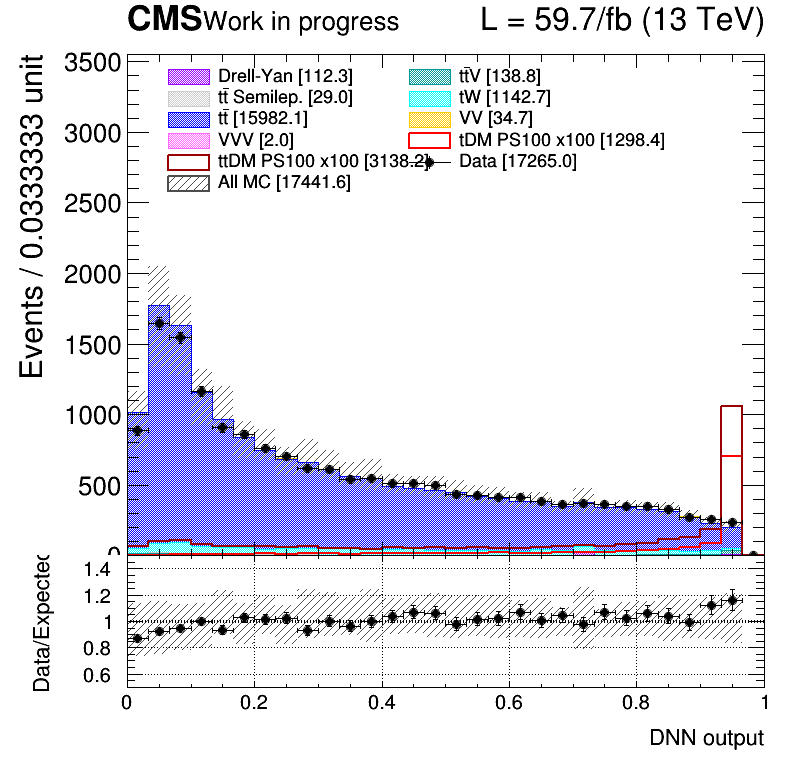 CMS Work in progress L = 59.7/fb (13 TeV)
Events / 0.0333333 unit
3500
3000
2500
2000
1500
1000
500
0
Drell-Yan [112.3]
tt̄V [138.8]
tt̄ Semilep. [29.0]
tW [1142.7]
tt̄ [15982.1]
VV [34.7]
VVV [2.0]
tDM PS100 x100 [1298.4]
ttDM PS100 x100 [3138.2]
Data [17265.0]
All MC [17441.6]
Data/Expected
1.4
1.2
1
0.8
0.6
0 0.2 0.4 0.6 0.8 1
DNN output